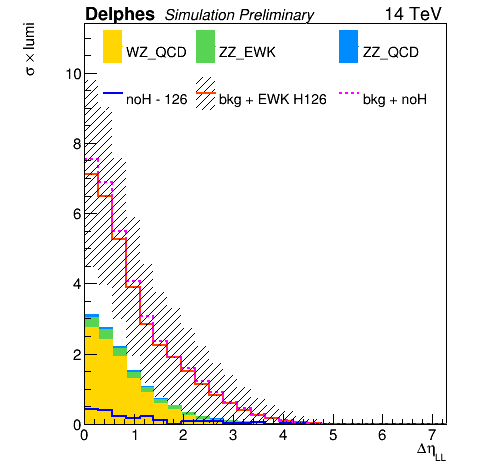 Delphes Simulation Preliminary 14 TeV
σ × lumi
WZ_QCD ZZ_EWK ZZ_QCD
noH - 126 bkg + EWK H126 bkg + noH
10
8
6
4
2
0
0 1 2 3 4 5 6 7
Δη_LL